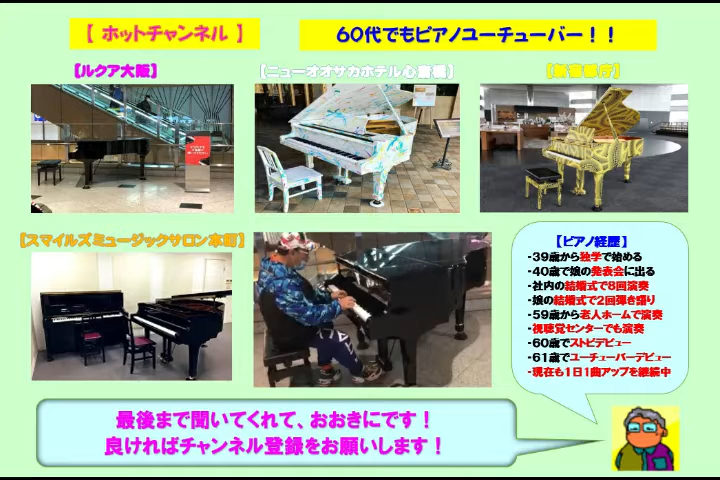 【 ホットチャンネル 】
60代でもピアノユーチューバー！！
【ルクア大阪】
【ニューオオサカホテル心斎橋】
【新宿都庁】
【スマイルズミュージックサロン本町】
【ピアノ経歴】
・39歳から独学で始める
・40歳で娘の発表会に出る
・社内の結婚式で8回演奏
・娘の結婚式で2回弾き語り
・59歳から老人ホームで演奏
・視聴覚センターでも演奏
・60歳でストピデビュー
・61歳でユーチューバーデビュー
・現在も1日1曲アップを継続中
最後まで聞いてくれて、おおきにです！
良ければチャンネル登録をお願いします！